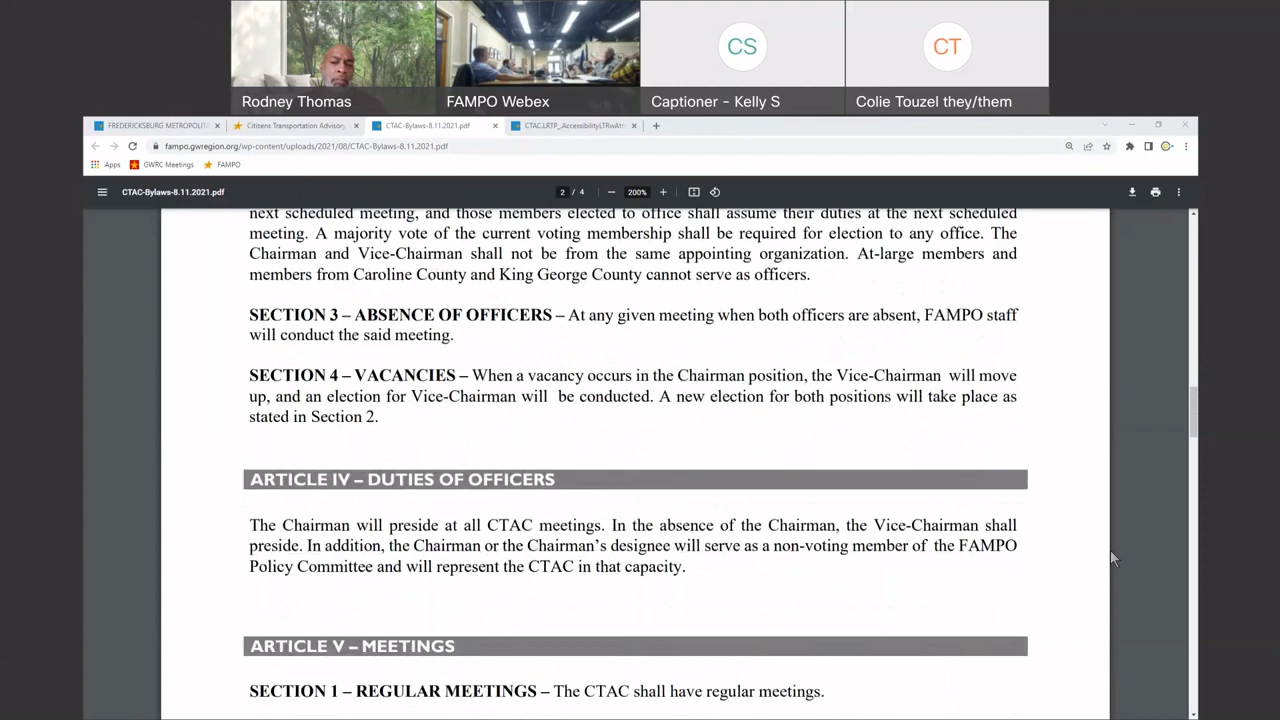 CS
CT
Rodney Thomas
FAMPO Webex
Captioner - Kelly S
Colie Touzel they/them
FREDERICKSBURG METROPOLIT
Citizens Transportation Advisory
CTAC-Bylaws-8.11.2021.pdf
CTAC.LRTP_AccessibilityLTRwAtt
fampo.gwregion.org/wp-content/uploads/2021/08/CTAC-Bylaws-8.11.2021.pdf
Apps
GWRC Meetings
FAMPO
CTAC-Bylaws-8.11.2021.pdf
2 / 4
200%
next scheduled meeting, and those members elected to office shall assume their duties at the next scheduled
meeting. A majority vote of the current voting membership shall be required for election to any office. The
Chairman and Vice-Chairman shall not be from the same appointing organization. At-large members and
members from Caroline County and King George County cannot serve as officers.
SECTION 3 – ABSENCE OF OFFICERS – At any given meeting when both officers are absent, FAMPO staff
will conduct the said meeting.
SECTION 4 – VACANCIES – When a vacancy occurs in the Chairman position, the Vice-Chairman will move
up, and an election for Vice-Chairman will be conducted. A new election for both positions will take place as
stated in Section 2.
ARTICLE IV – DUTIES OF OFFICERS
The Chairman will preside at all CTAC meetings. In the absence of the Chairman, the Vice-Chairman shall
preside. In addition, the Chairman or the Chairman's designee will serve as a non-voting member of the FAMPO
Policy Committee and will represent the CTAC in that capacity.
ARTICLE V – MEETINGS
SECTION 1 – REGULAR MEETINGS – The CTAC shall have regular meetings.